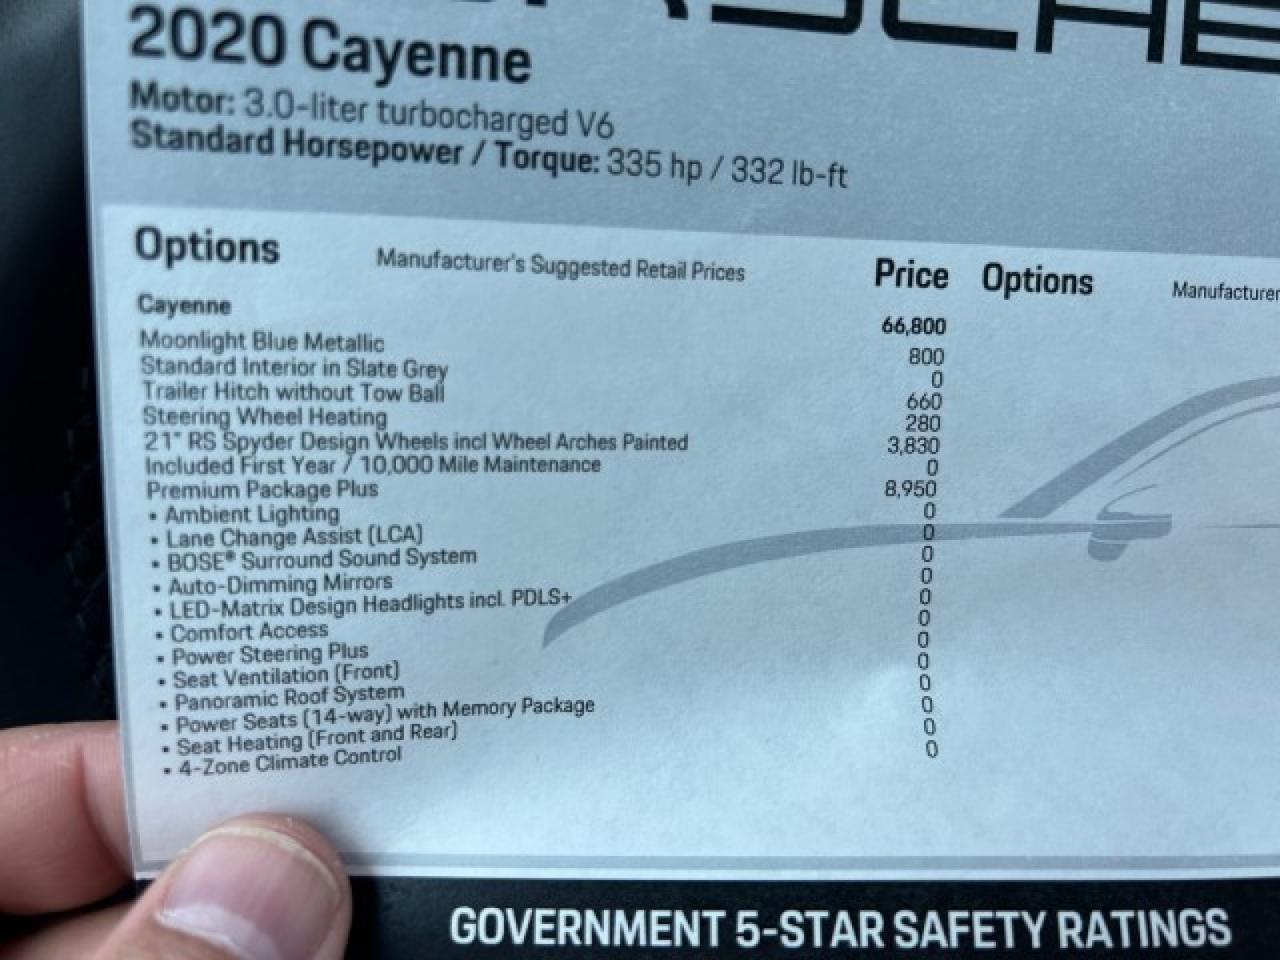 2020 Cayenne
Motor: 3.0-liter turbocharged V6
Standard Horsepower / Torque: 335 hp / 332 lb-ft
Options Manufacturer's Suggested Retail Prices Price Options Manufacturer
Cayenne 66,800
Moonlight Blue Metallic 800
Standard Interior in Slate Grey 0
Trailer Hitch without Tow Ball 660
Steering Wheel Heating 280
21" RS Spyder Design Wheels incl Wheel Arches Painted 3,830
Included First Year / 10,000 Mile Maintenance 0
Premium Package Plus 8,950
• Ambient Lighting 0
• Lane Change Assist (LCA) 0
• BOSE® Surround Sound System 0
• Auto-Dimming Mirrors 0
• LED-Matrix Design Headlights incl. PDLS+ 0
• Comfort Access 0
• Power Steering Plus 0
• Seat Ventilation (Front) 0
• Panoramic Roof System 0
• Power Seats (14-way) with Memory Package 0
• Seat Heating (Front and Rear) 0
• 4-Zone Climate Control 0
GOVERNMENT 5-STAR SAFETY RATINGS